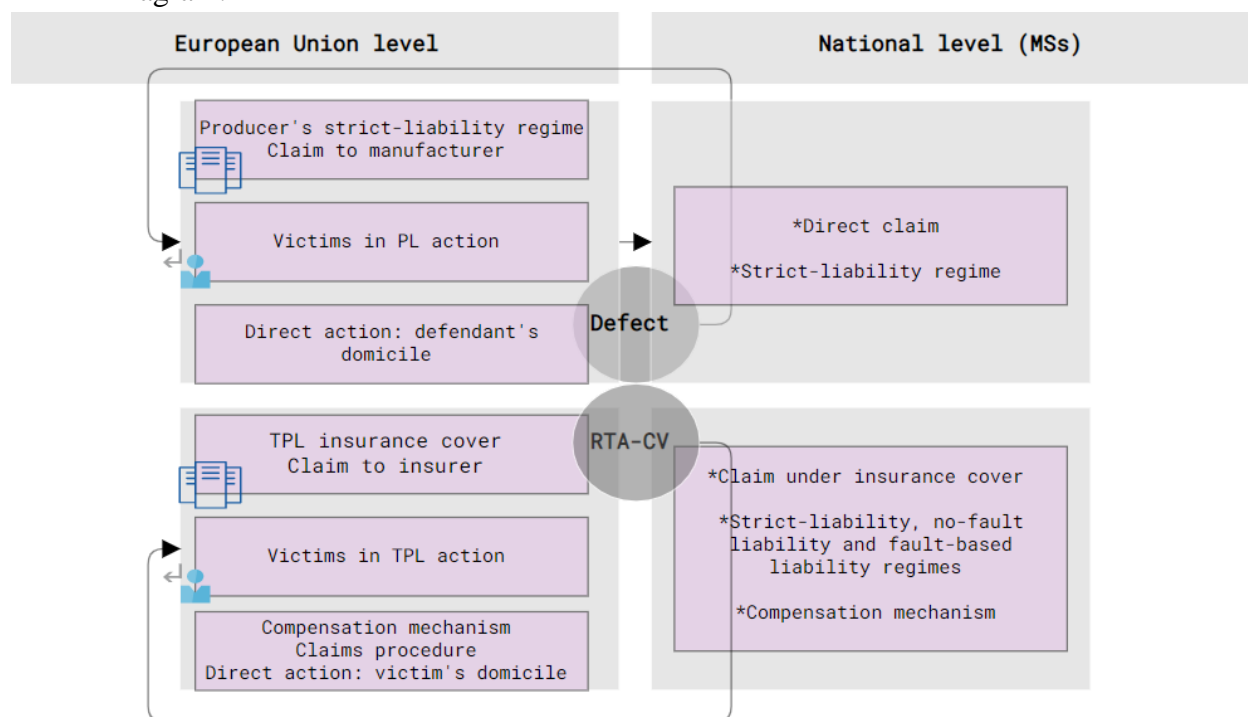 agram.
European Union level
National level (MSs)
Producer's strict-liability regime
Claim to manufacturer
Victims in PL action
Direct action: defendant's
domicile
Defect
*Direct claim
*Strict-liability regime
TPL insurance cover
Claim to insurer
Victims in TPL action
Compensation mechanism
Claims procedure
Direct action: victim's domicile
RTA-CV
*Claim under insurance cover
*Strict-liability, no-fault
liability and fault-based
liability regimes
*Compensation mechanism